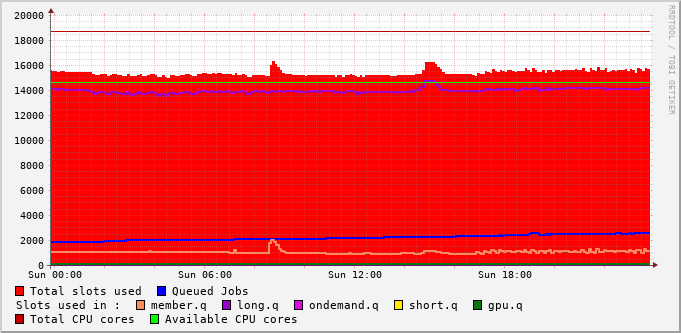 20000
18000
16000
14000
12000
10000
8000
6000
4000
2000
0
Sun 00:00 Sun 06:00 Sun 12:00 Sun 18:00
RRDTOOL / TOBI OETIKER
Total slots used Queued Jobs
Slots used in : member.q long.q ondemand.q short.q gpu.q
Total CPU cores Available CPU cores